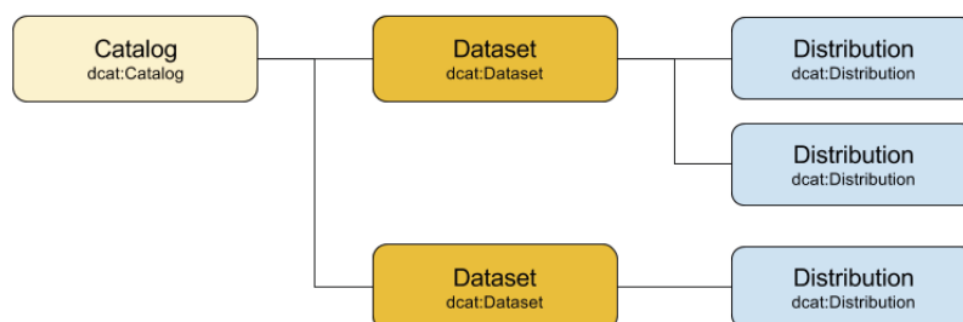 Catalog
dcat:Catalog
Dataset
dcat:Dataset
Distribution
dcat:Distribution
Distribution
dcat:Distribution
Dataset
dcat:Dataset
Distribution
dcat:Distribution